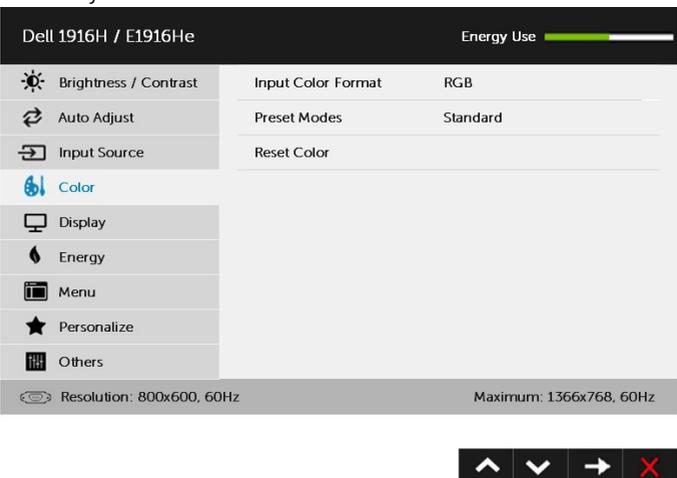 Dell 1916H / E1916He Energy Use
Brightness / Contrast Input Color Format RGB
Auto Adjust Preset Modes Standard
Input Source Reset Color
Color
Display
Energy
Menu
Personalize
Others
Resolution: 800x600, 60Hz Maximum: 1366x768, 60Hz